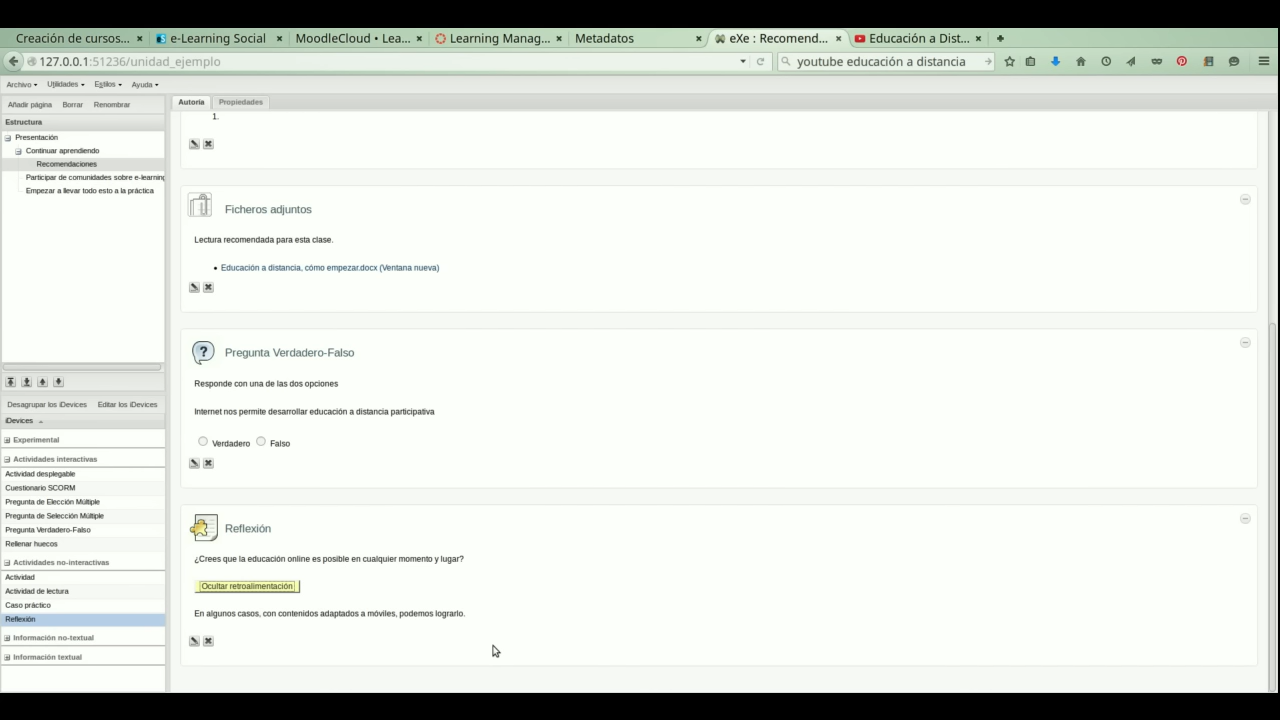 Creación de cursos... e-Learning Social MoodleCloud • Lea... Learning Manag... Metadatos eXe : Recomend... Educación a Dist...
127.0.0.1:51236/unidad_ejemplo youtube educación a distancia
Archivo Utilidades Estilos Ayuda
Añadir página Borrar Renombrar
Estructura
Presentación
Continuar aprendiendo
Recomendaciones
Participar de comunidades sobre e-learning
Empezar a llevar todo esto a la práctica
Desagrupar los iDevices Editar los iDevices
iDevices
Experimental
Actividades interactivas
Actividad desplegable
Cuestionario SCORM
Pregunta de Elección Múltiple
Pregunta de Selección Múltiple
Pregunta Verdadero-Falso
Rellenar huecos
Actividades no-interactivas
Actividad
Actividad de lectura
Caso práctico
Reflexión
Información no-textual
Información textual
Autoría Propiedades
1.
Ficheros adjuntos
Lectura recomendada para esta clase.
• Educación a distancia, cómo empezar.docx (Ventana nueva)
Pregunta Verdadero-Falso
Responde con una de las dos opciones
Internet nos permite desarrollar educación a distancia participativa
Verdadero Falso
Reflexión
¿Crees que la educación online es posible en cualquier momento y lugar?
Ocultar retroalimentación
En algunos casos, con contenidos adaptados a móviles, podemos lograrlo.